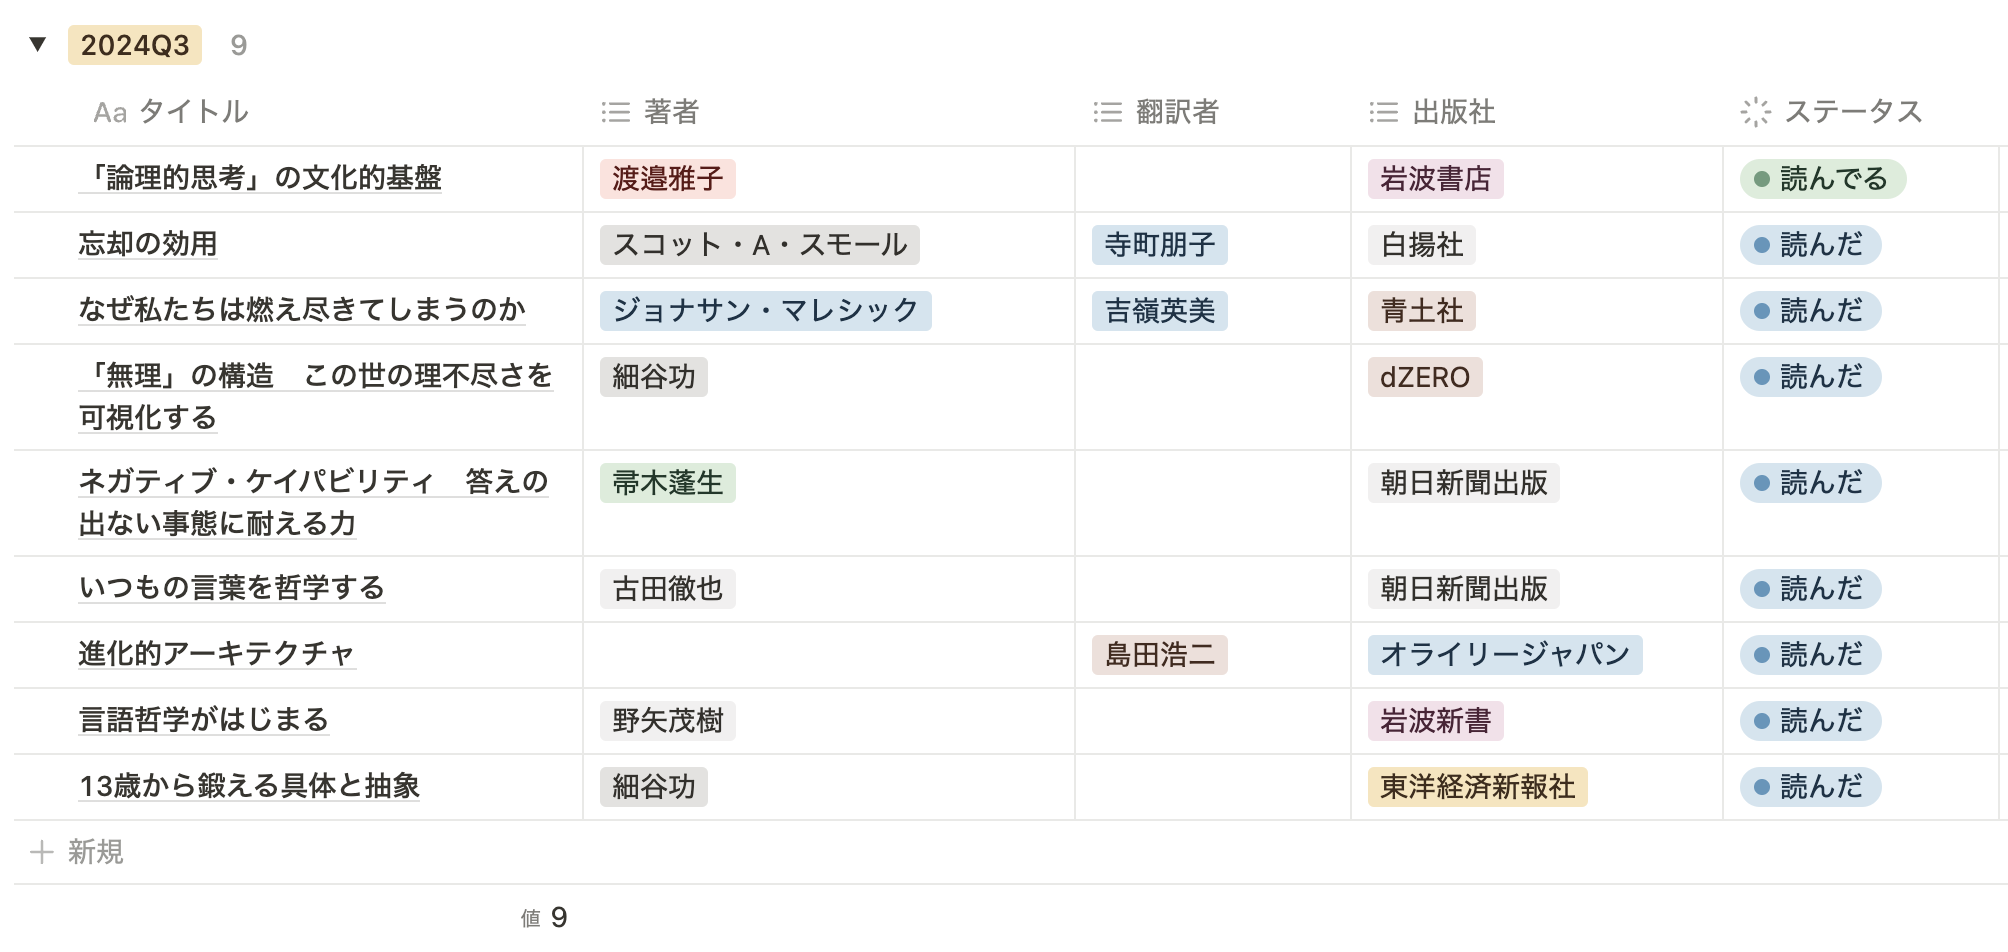 2024Q3 9
Aa タイトル 著者 翻訳者 出版社 ステータス
「論理的思考」の文化的基盤 渡邉雅子 岩波書店 読んでる
忘却の効用 スコット・A・スモール 寺町朋子 白揚社 読んだ
なぜ私たちは燃え尽きてしまうのか ジョナサン・マレシック 吉嶺英美 青土社 読んだ
「無理」の構造　この世の理不尽さを 細谷功 dZERO 読んだ
可視化する
ネガティブ・ケイパビリティ　答えの 帚木蓬生 朝日新聞出版 読んだ
出ない事態に耐える力
いつもの言葉を哲学する 古田徹也 朝日新聞出版 読んだ
進化的アーキテクチャ 島田浩二 オライリージャパン 読んだ
言語哲学がはじまる 野矢茂樹 岩波新書 読んだ
13歳から鍛える具体と抽象 細谷功 東洋経済新報社 読んだ
新規
値 9